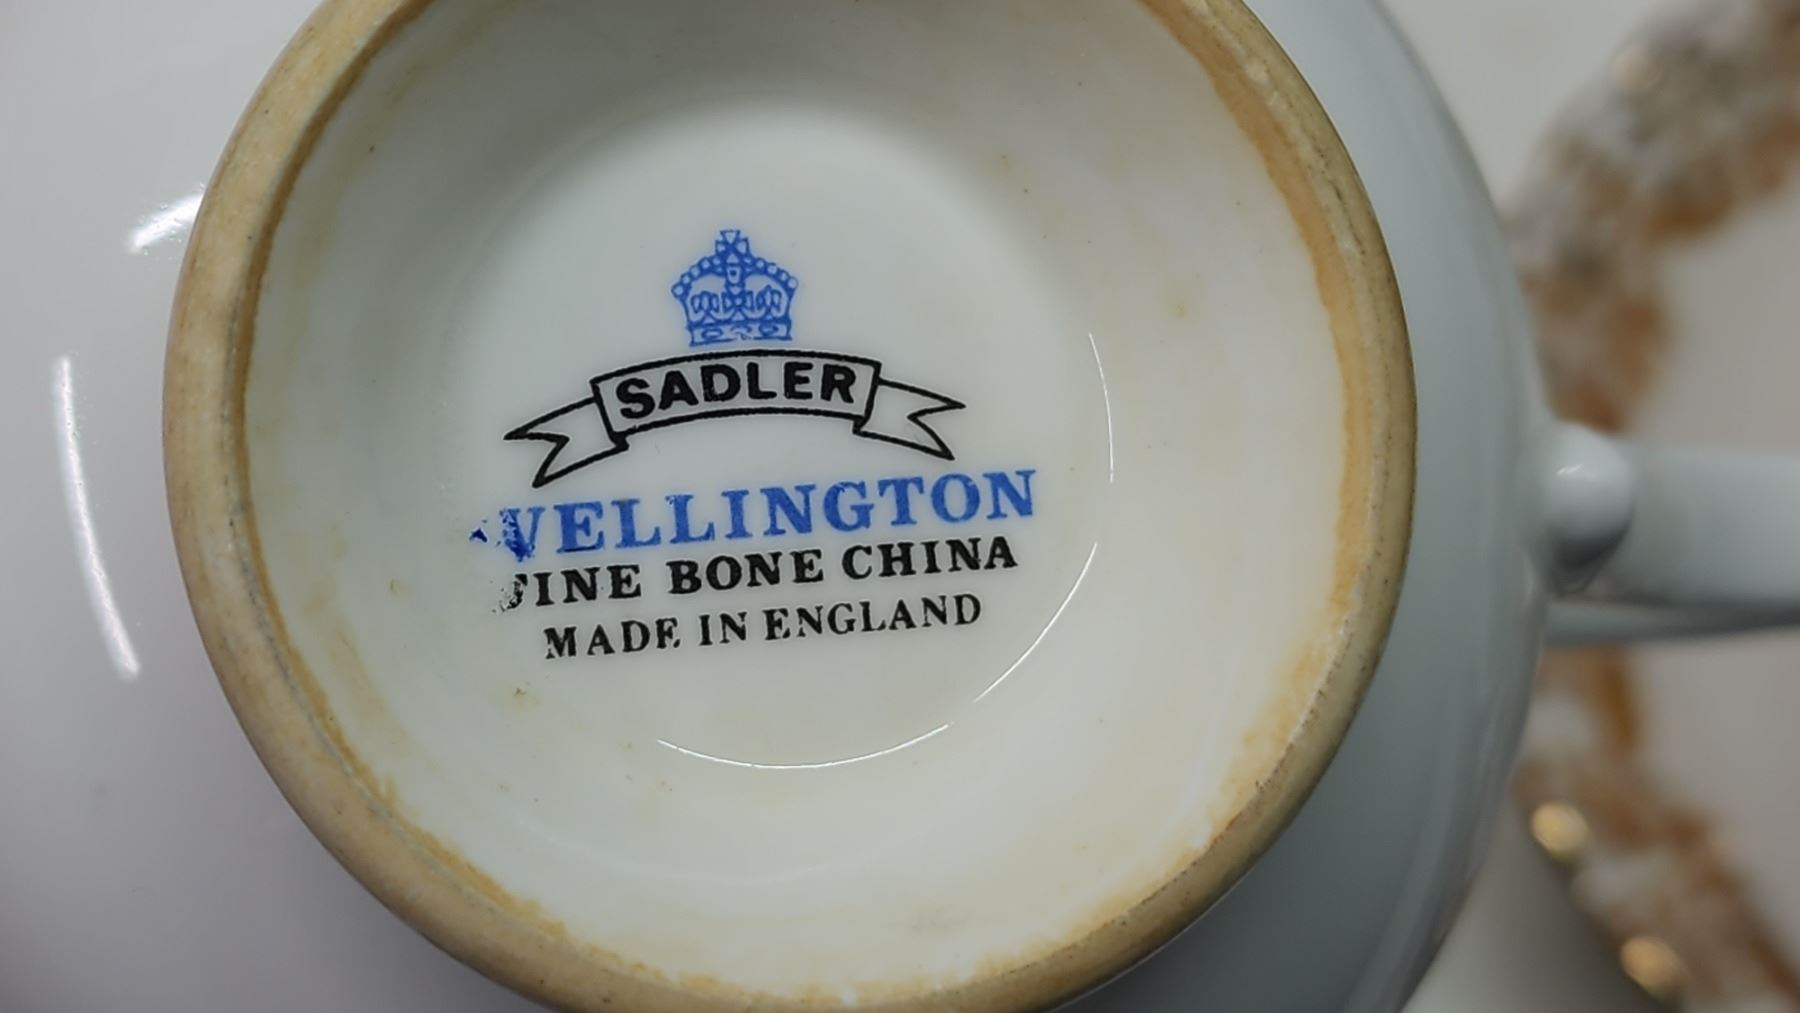 SADLER
WELLINGTON
FINE BONE CHINA
MADE IN ENGLAND